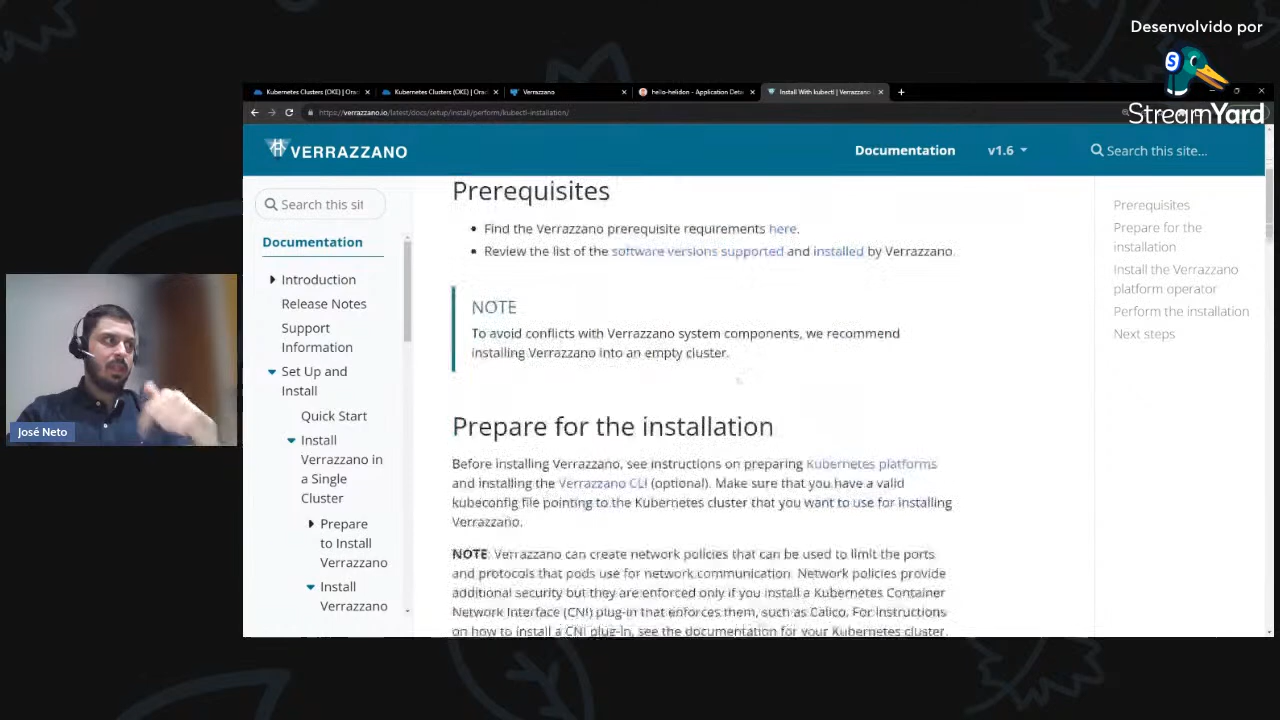 Desenvolvido por
S
StreamYard
Kubernetes Clusters (OKE) | Ora
Kubernetes Clusters (OKE) | Ora
Verrazzano
hello-helidon - Application Deta
Install With kubectl | Verrazzano
https://verrazzano.io/latest/docs/setup/install/perform/kubectl-installation/
VERRAZZANO
Documentation
v1.6
Search this site...
Search this sit
Documentation
Introduction
Release Notes
Support
Information
Set Up and
Install
Quick Start
Install
Verrazzano in
a Single
Cluster
Prepare
to Install
Verrazzano
Install
Verrazzano
Prerequisites
Find the Verrazzano prerequisite requirements here.
Review the list of the software versions supported and installed by Verrazzano.
NOTE
To avoid conflicts with Verrazzano system components, we recommend
installing Verrazzano into an empty cluster.
Prepare for the installation
Before installing Verrazzano, see instructions on preparing Kubernetes platforms
and installing the Verrazzano CLI (optional). Make sure that you have a valid
kubeconfig file pointing to the Kubernetes cluster that you want to use for installing
Verrazzano.
NOTE: Verrazzano can create network policies that can be used to limit the ports
and protocols that pods use for network communication. Network policies provide
additional security but they are enforced only if you install a Kubernetes Container
Network Interface (CNI) plug-in that enforces them, such as Calico. For instructions
on how to install a CNI plug-in, see the documentation for your Kubernetes cluster.
Prerequisites
Prepare for the
installation
Install the Verrazzano
platform operator
Perform the installation
Next steps
José Neto